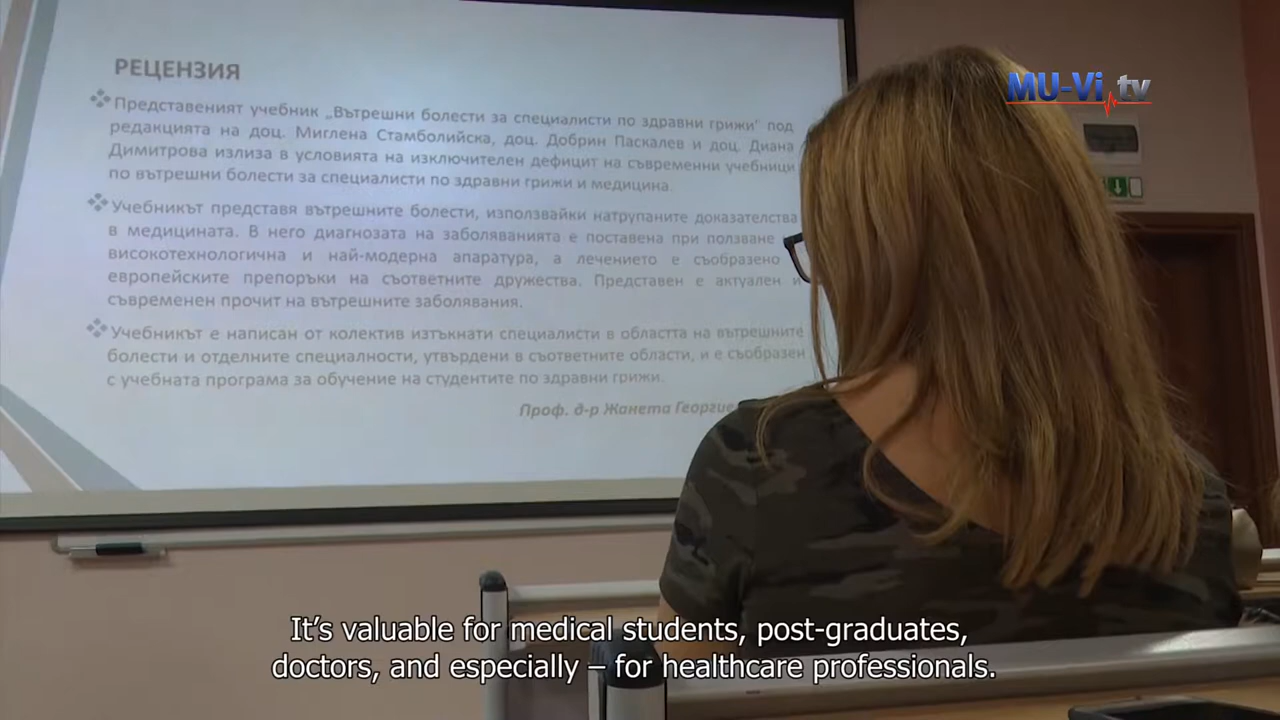 MU-Vi.tv
РЕЦЕНЗИЯ
Представеният учебник „Вътрешни болести за специалисти по здравни грижи" под
редакцията на доц. Миглена Стамболийска, доц. Добрин Паскалев и доц. Диана
Димитрова излиза в условията на изключителен дефицит на съвременни учебници
по вътрешни болести за специалисти по здравни грижи и медицина.
Учебникът представя вътрешните болести, използвайки натрупаните доказателства
в медицината. В него диагнозата на заболяванията е поставена при ползване
високотехнологична и най-модерна апаратура, а лечението е съобразено
европейските препоръки на съответните дружества. Представен е актуален и
съвременен прочит на вътрешните заболявания.
Учебникът е написан от колектив изтъкнати специалисти в областта на вътрешните
болести и отделните специалности, утвърдени в съответните области, и е съобразен
с учебната програма за обучение на студентите по здравни грижи.
Проф. д-р Жанета
It's valuable for medical students, post-graduates,
doctors, and especially – for healthcare professionals.